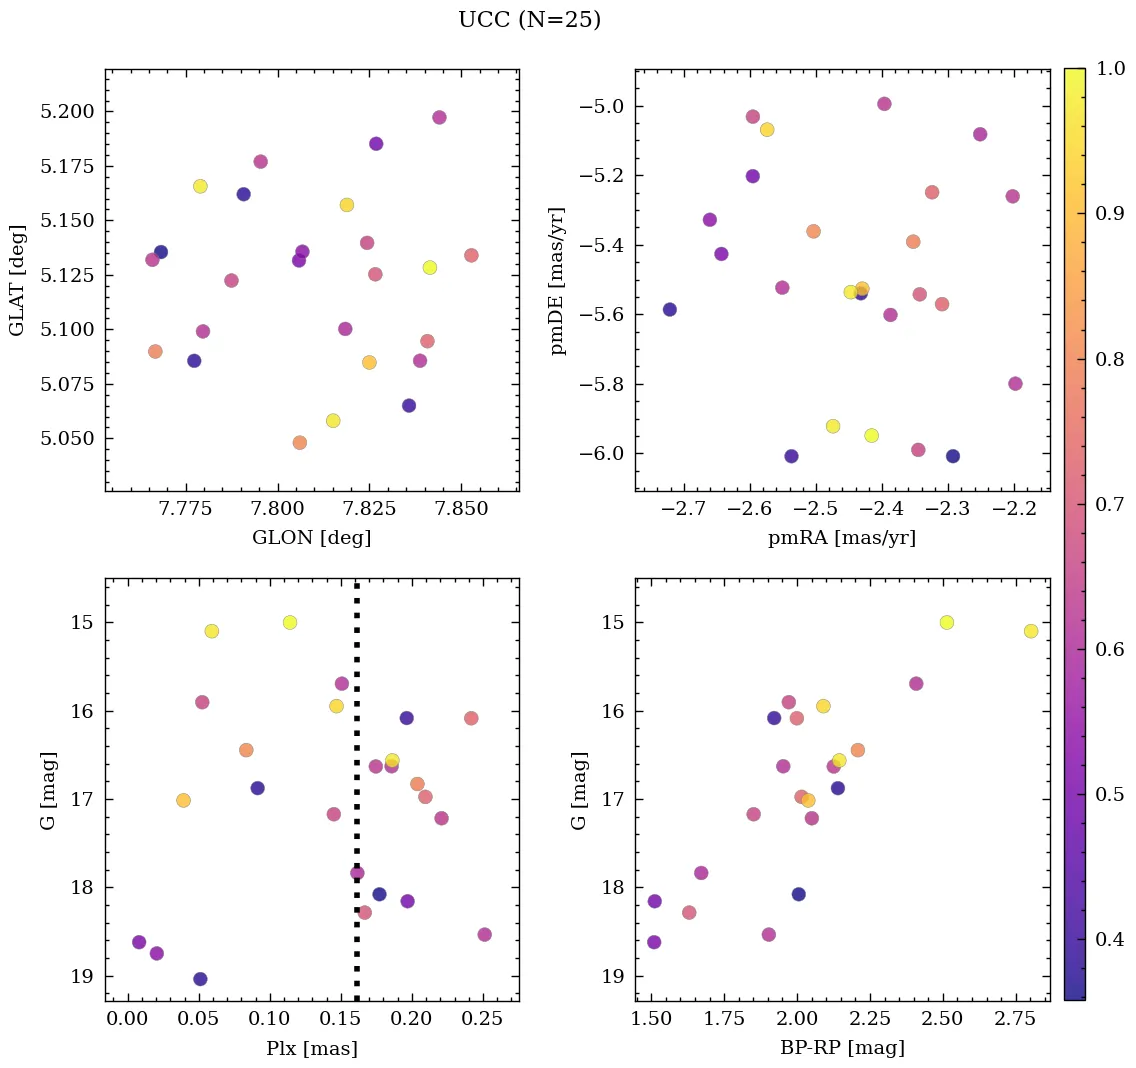 UCC (N=25)
5.200
5.175
5.150
5.125
5.100
5.075
5.050
GLAT [deg]
7.775 7.800 7.825 7.850
GLON [deg]
−5.0
−5.2
−5.4
−5.6
−5.8
−6.0
pmDE [mas/yr]
−2.7 −2.6 −2.5 −2.4 −2.3 −2.2
pmRA [mas/yr]
15
16
17
18
19
G [mag]
0.00 0.05 0.10 0.15 0.20 0.25
Plx [mas]
15
16
17
18
19
G [mag]
1.50 1.75 2.00 2.25 2.50 2.75
BP-RP [mag]
1.0
0.9
0.8
0.7
0.6
0.5
0.4